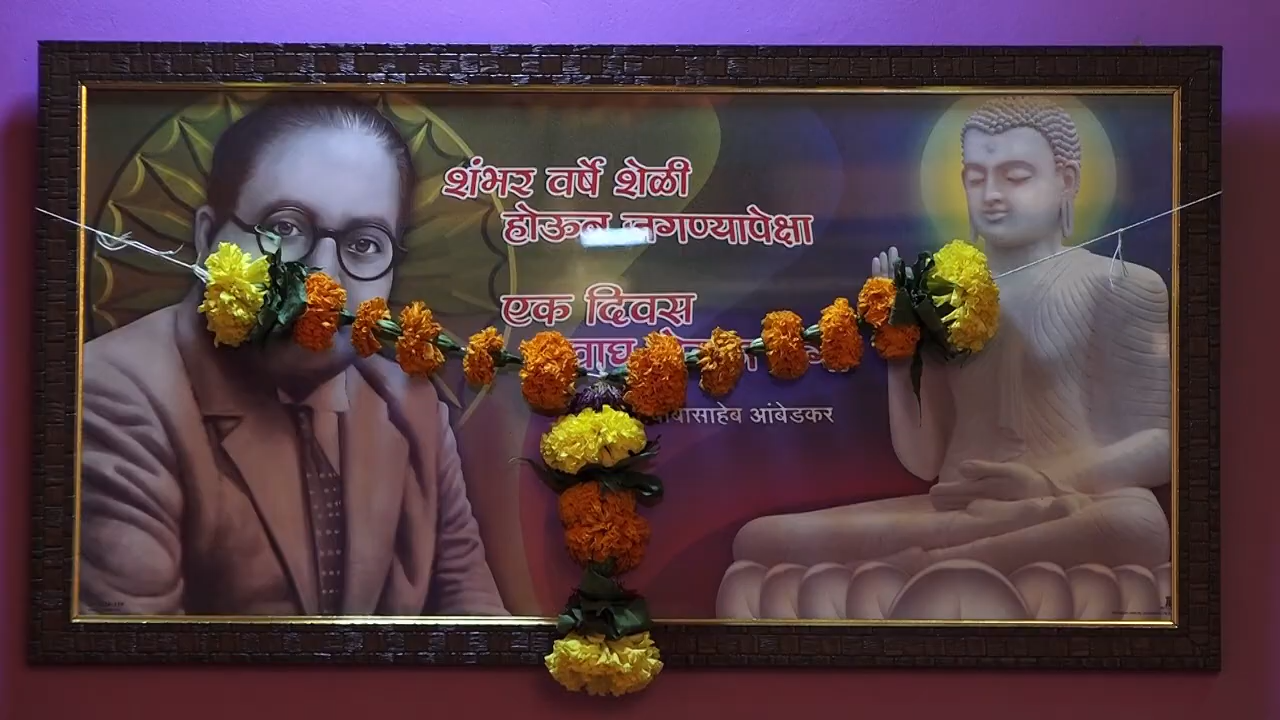 शंभर वर्षे शेळी
होऊन जगण्यापेक्षा
एक दिवस
वाघ
बाबासाहेब आंबेडकर